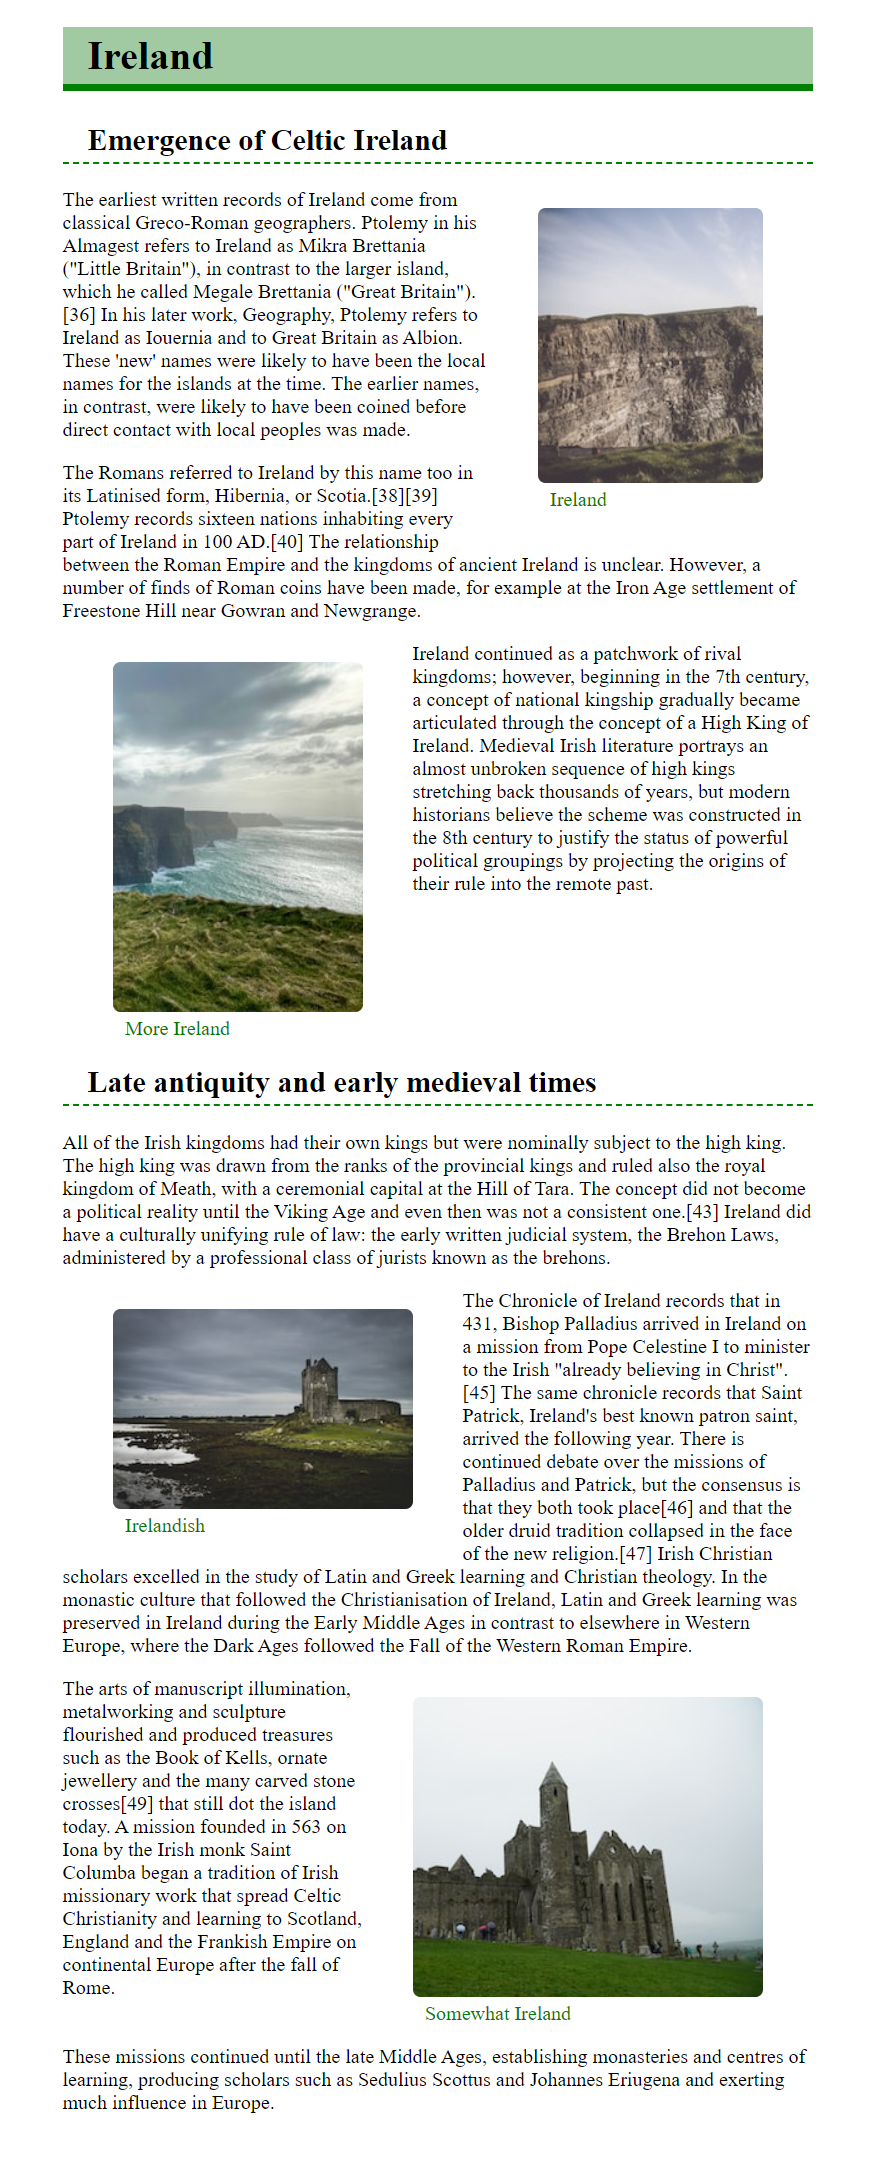 Ireland
Emergence of Celtic Ireland
The earliest written records of Ireland come from
classical Greco-Roman geographers. Ptolemy in his
Almagest refers to Ireland as Mikra Brettania
("Little Britain"), in contrast to the larger island,
which he called Megale Brettania ("Great Britain").
[36] In his later work, Geography, Ptolemy refers to
Ireland as Iouernia and to Great Britain as Albion.
These 'new' names were likely to have been the local
names for the islands at the time. The earlier names,
in contrast, were likely to have been coined before
direct contact with local peoples was made.
Ireland
The Romans referred to Ireland by this name too in
its Latinised form, Hibernia, or Scotia.[38][39]
Ptolemy records sixteen nations inhabiting every
part of Ireland in 100 AD.[40] The relationship
between the Roman Empire and the kingdoms of ancient Ireland is unclear. However, a
number of finds of Roman coins have been made, for example at the Iron Age settlement of
Freestone Hill near Gowran and Newgrange.
Ireland continued as a patchwork of rival
kingdoms; however, beginning in the 7th century,
a concept of national kingship gradually became
articulated through the concept of a High King of
Ireland. Medieval Irish literature portrays an
almost unbroken sequence of high kings
stretching back thousands of years, but modern
historians believe the scheme was constructed in
the 8th century to justify the status of powerful
political groupings by projecting the origins of
their rule into the remote past.
More Ireland
Late antiquity and early medieval times
All of the Irish kingdoms had their own kings but were nominally subject to the high king.
The high king was drawn from the ranks of the provincial kings and ruled also the royal
kingdom of Meath, with a ceremonial capital at the Hill of Tara. The concept did not become
a political reality until the Viking Age and even then was not a consistent one.[43] Ireland did
have a culturally unifying rule of law: the early written judicial system, the Brehon Laws,
administered by a professional class of jurists known as the brehons.
The Chronicle of Ireland records that in
431, Bishop Palladius arrived in Ireland on
a mission from Pope Celestine I to minister
to the Irish "already believing in Christ".
[45] The same chronicle records that Saint
Patrick, Ireland's best known patron saint,
arrived the following year. There is
continued debate over the missions of
Palladius and Patrick, but the consensus is
that they both took place[46] and that the
older druid tradition collapsed in the face
of the new religion.[47] Irish Christian
Irelandish
scholars excelled in the study of Latin and Greek learning and Christian theology. In the
monastic culture that followed the Christianisation of Ireland, Latin and Greek learning was
preserved in Ireland during the Early Middle Ages in contrast to elsewhere in Western
Europe, where the Dark Ages followed the Fall of the Western Roman Empire.
The arts of manuscript illumination,
metalworking and sculpture
flourished and produced treasures
such as the Book of Kells, ornate
jewellery and the many carved stone
crosses[49] that still dot the island
today. A mission founded in 563 on
Iona by the Irish monk Saint
Columba began a tradition of Irish
missionary work that spread Celtic
Christianity and learning to Scotland,
England and the Frankish Empire on
continental Europe after the fall of
Rome.
Somewhat Ireland
These missions continued until the late Middle Ages, establishing monasteries and centres of
learning, producing scholars such as Sedulius Scottus and Johannes Eriugena and exerting
much influence in Europe.